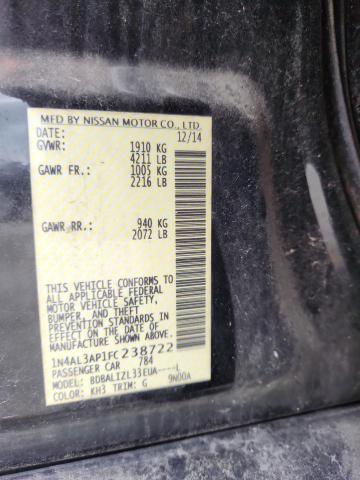 MFD BY NISSAN MOTOR CO., LTD.
DATE: 12/14
GVWR: 1910 KG
4211 LB
GAWR FR.: 1005 KG
2216 LB
GAWR RR.: 940 KG
2072 LB
THIS VEHICLE CONFORMS TO
ALL APPLICABLE FEDERAL
MOTOR VEHICLE SAFETY,
BUMPER, AND THEFT
PREVENTION STANDARDS IN
EFFECT ON THE DATE OF
MANUFACTURE SHOWN ABOVE.
1N4AL3AP1FC238722
PASSENGER CAR 784
MODEL: BDBALIZL33EUA----L
COLOR: KH3 TRIM: G 9N00A